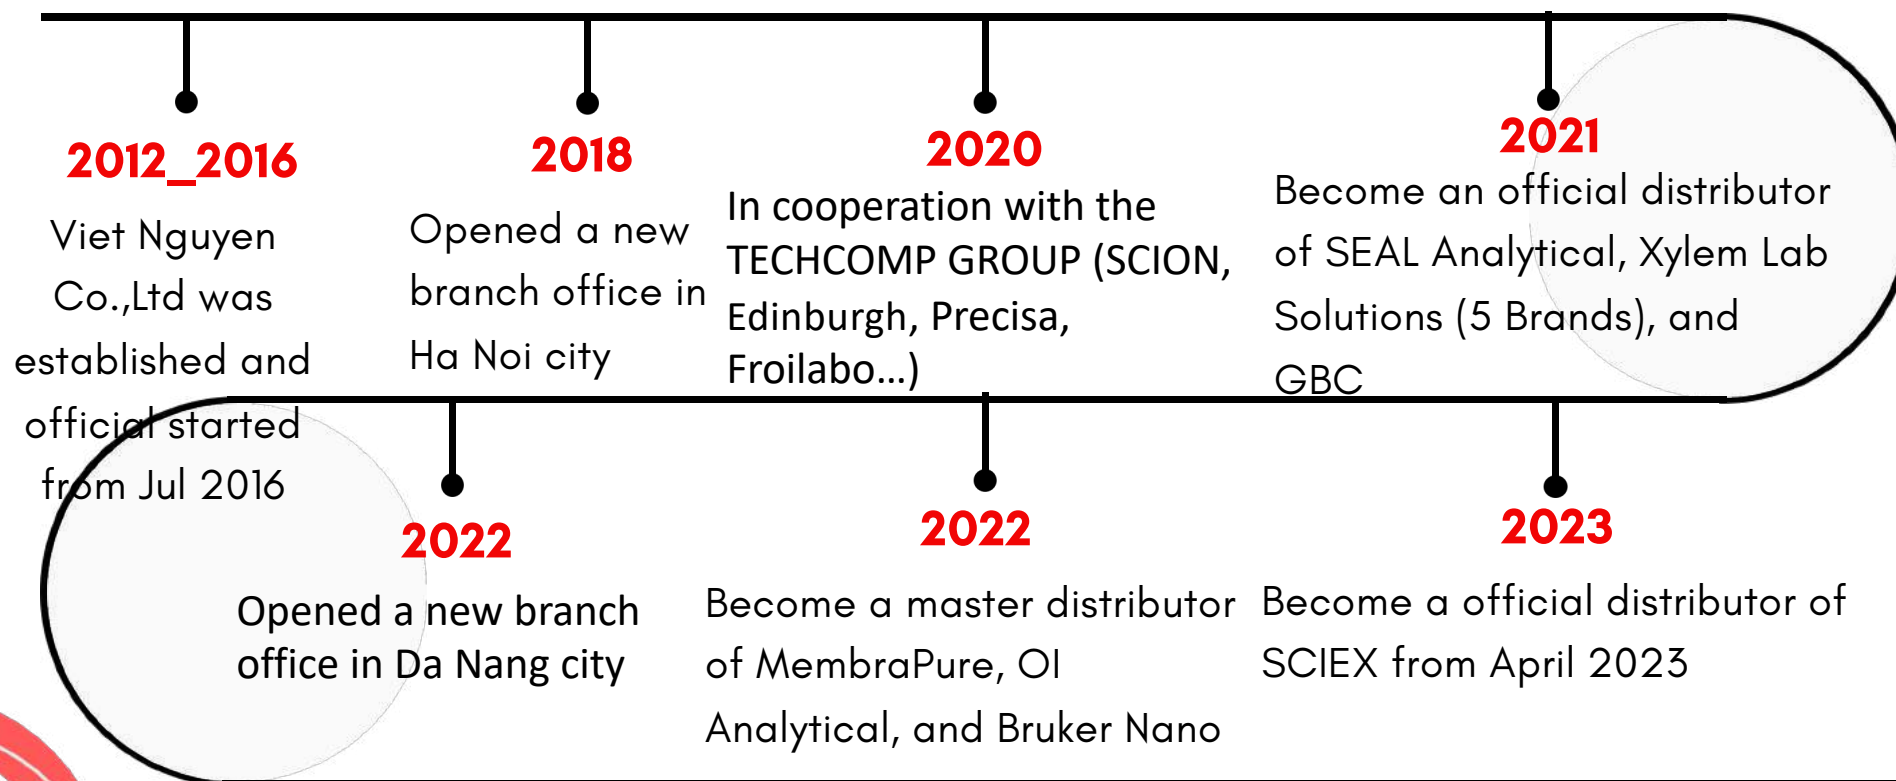 2012_2016
Viet Nguyen
Co.,Ltd was
established and
official started
from Jul 2016
2018
Opened a new
branch office in
Ha Noi city
2020
In cooperation with the
TECHCOMP GROUP (SCION,
Edinburgh, Precisa,
Froilabo...)
2021
Become an official distributor
of SEAL Analytical, Xylem Lab
Solutions (5 Brands), and
GBC
2022
Opened a new branch
office in Da Nang city
2022
Become a master distributor
of MembraPure, OI
Analytical, and Bruker Nano
2023
Become a official distributor of
SCIEX from April 2023